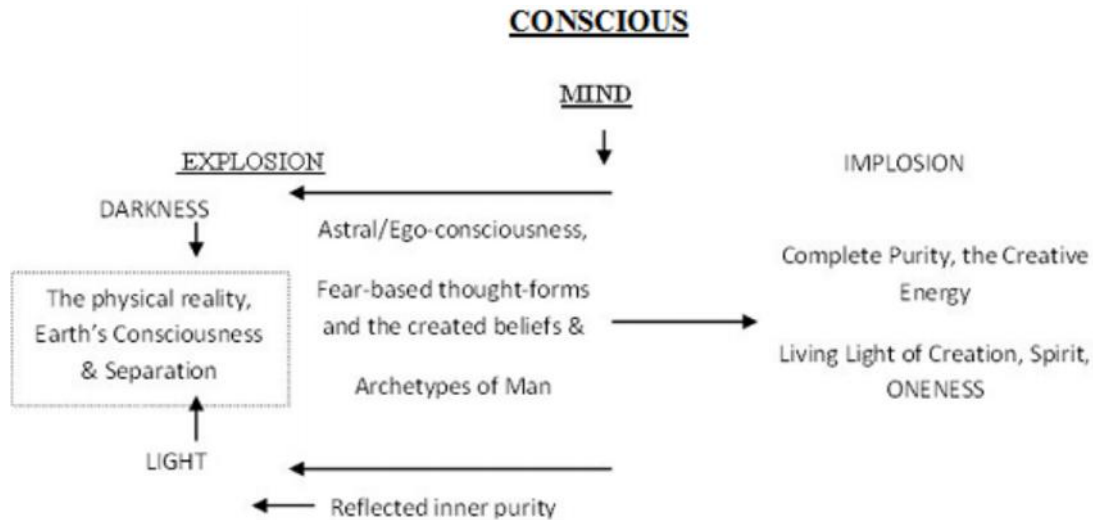 CONSCIOUS
MIND
EXPLOSION
IMPLOSION
DARKNESS
Astral/Ego-consciousness,
Fear-based thought-forms
and the created beliefs &
Archetypes of Man
The physical reality,
Earth's Consciousness
& Separation
Complete Purity, the Creative
Energy
Living Light of Creation, Spirit,
ONENESS
LIGHT
Reflected inner purity